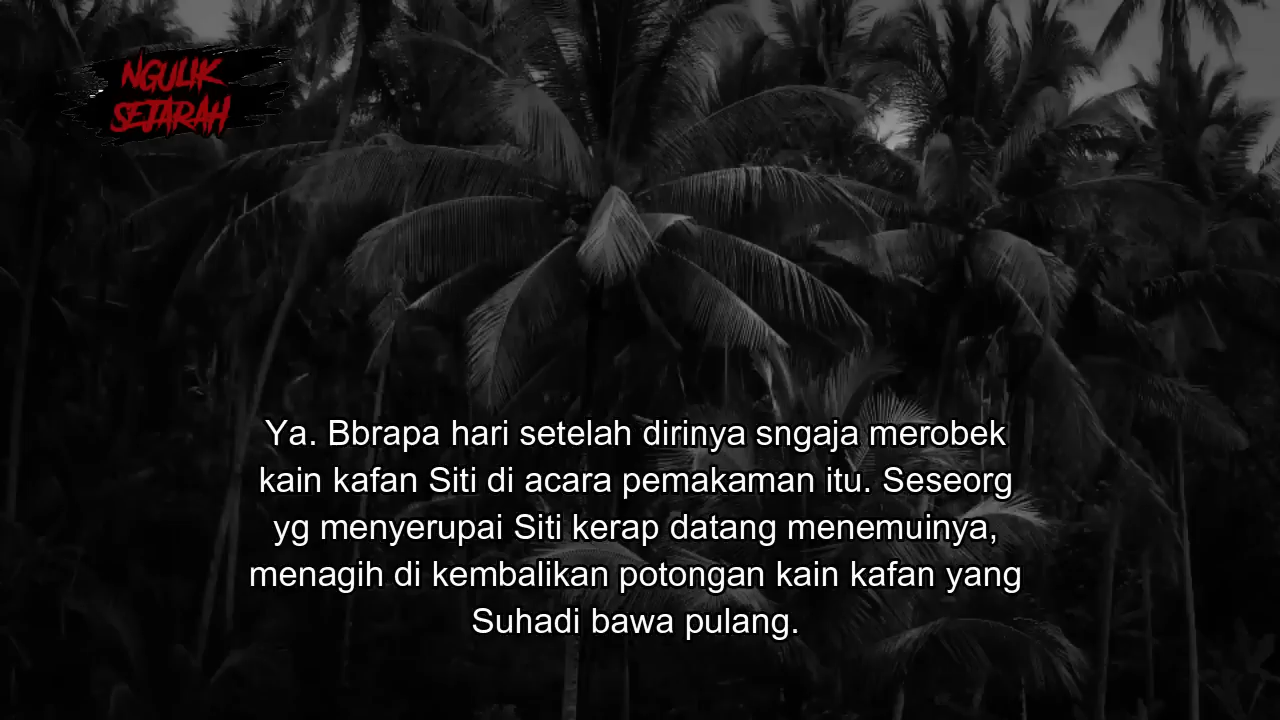 NGULIK
SEJARAH
Ya. Bbrapa hari setelah dirinya sngaja merobek
kain kafan Siti di acara pemakaman itu. Seseorg
yg menyerupai Siti kerap datang menemuinya,
menagih di kembalikan potongan kain kafan yang
Suhadi bawa pulang.